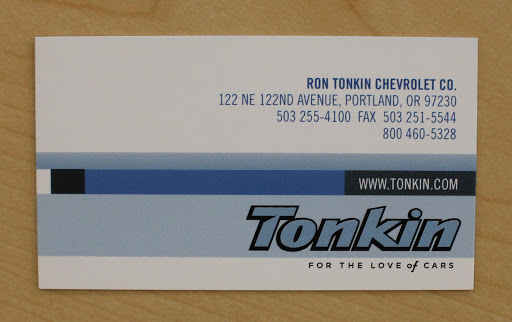 RON TONKIN CHEVROLET CO.
122 NE 122ND AVENUE, PORTLAND, OR 97230
503 255-4100 FAX 503 251-5544
800 460-5328
WWW.TONKIN.COM
Tonkin
FOR THE LOVE of CARS